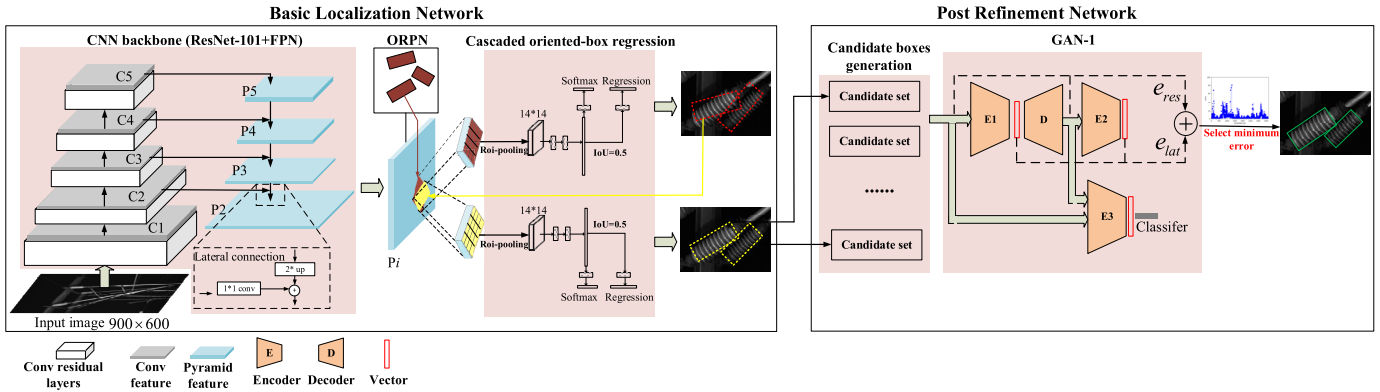 Basic Localization Network
Post Refinement Network
CNN backbone (ResNet-101+FPN)
ORPN
Cascaded oriented-box regression
Candidate boxes
generation
GAN-1
C5
C4
C3
C2
C1
P5
P4
P3
P2
Lateral connection
2* up
1*1 conv
+
Input image 900×600
Pi
14*14
Roi-pooling
Softmax
Regression
IoU=0.5
14*14
Roi-pooling
IoU=0.5
Softmax
Regression
Candidate set
Candidate set
......
Candidate set
E1
D
E2
E3
Classifer
e_res
e_lat
+
Select minimum
error
Conv residual
layers
Conv
feature
Pyramid
feature
E
Encoder
D
Decoder
Vector